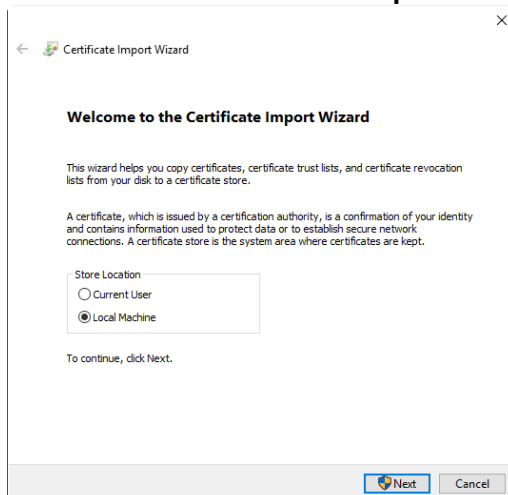 Certificate Import Wizard
Welcome to the Certificate Import Wizard
This wizard helps you copy certificates, certificate trust lists, and certificate revocation
lists from your disk to a certificate store.
A certificate, which is issued by a certification authority, is a confirmation of your identity
and contains information used to protect data or to establish secure network
connections. A certificate store is the system area where certificates are kept.
Store Location
Current User
Local Machine
To continue, click Next.
Next Cancel